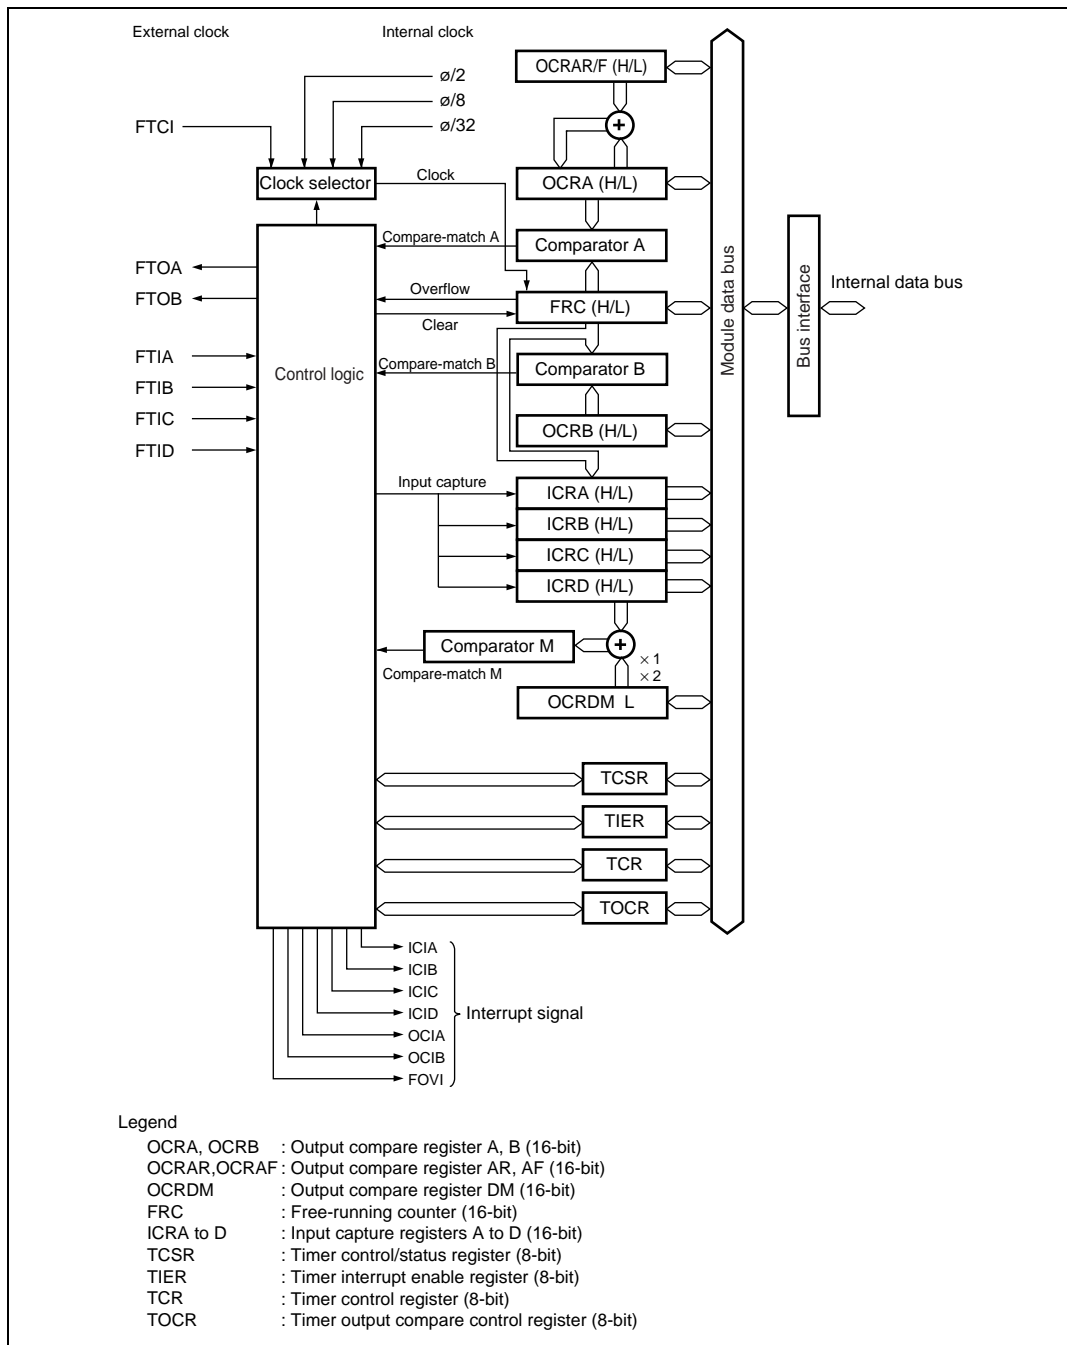 External clock
Internal clock
OCRAR/F (H/L)
ø/2
ø/8
ø/32
FTCI
+
Clock selector
Clock
OCRA (H/L)
Compare-match A
Comparator A
FTOA
FTOB
Overflow
FRC (H/L)
Clear
Module data bus
Bus interface
Internal data bus
FTIA
FTIB
FTIC
FTID
Control logic
Compare-match B
Comparator B
OCRB (H/L)
Input capture
ICRA (H/L)
ICRB (H/L)
ICRC (H/L)
ICRD (H/L)
Comparator M
+
× 1
× 2
Compare-match M
OCRDM L
TCSR
TIER
TCR
TOCR
ICIA
ICIB
ICIC
ICID
OCIA
OCIB
FOVI
Interrupt signal
Legend
OCRA, OCRB : Output compare register A, B (16-bit)
OCRAR,OCRAF : Output compare register AR, AF (16-bit)
OCRDM : Output compare register DM (16-bit)
FRC : Free-running counter (16-bit)
ICRA to D : Input capture registers A to D (16-bit)
TCSR : Timer control/status register (8-bit)
TIER : Timer interrupt enable register (8-bit)
TCR : Timer control register (8-bit)
TOCR : Timer output compare control register (8-bit)